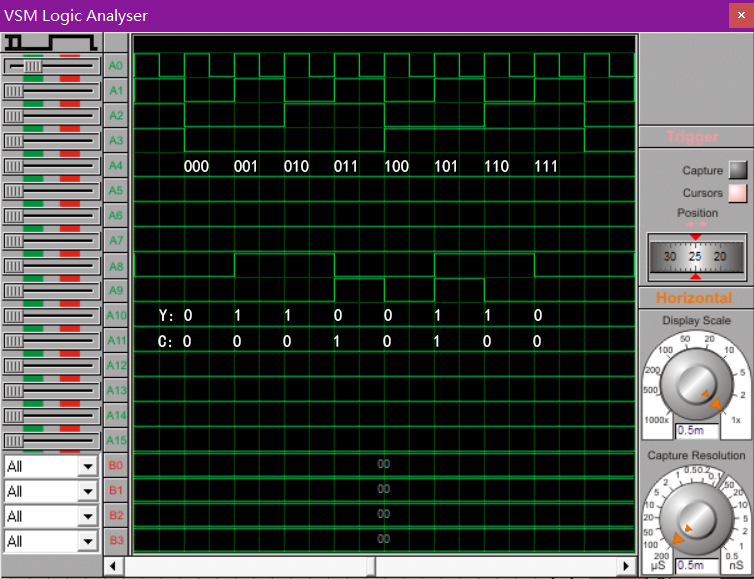 VSM Logic Analyser
×
A0
A1
A2
A3
A4 000 001 010 011 100 101 110 111
A5
A6
A7
A8
A9
A10 Y: 0 1 1 0 0 1 1 0
A11 C: 0 0 0 1 0 1 0 0
A12
A13
A14
A15
All B0 00
All B1 00
All B2 00
All B3 00
Trigger
Capture
Cursors
Position
30 25 20
Horizontal
Display Scale
50 20
100 10
200 5
500 2
1000x 1x
0.5m
Capture Resolution
1 0.5
2 0.2 0.1
5 50
10 20
20 10
50 5
100 2
200 1
0.5
µS nS
0.5m